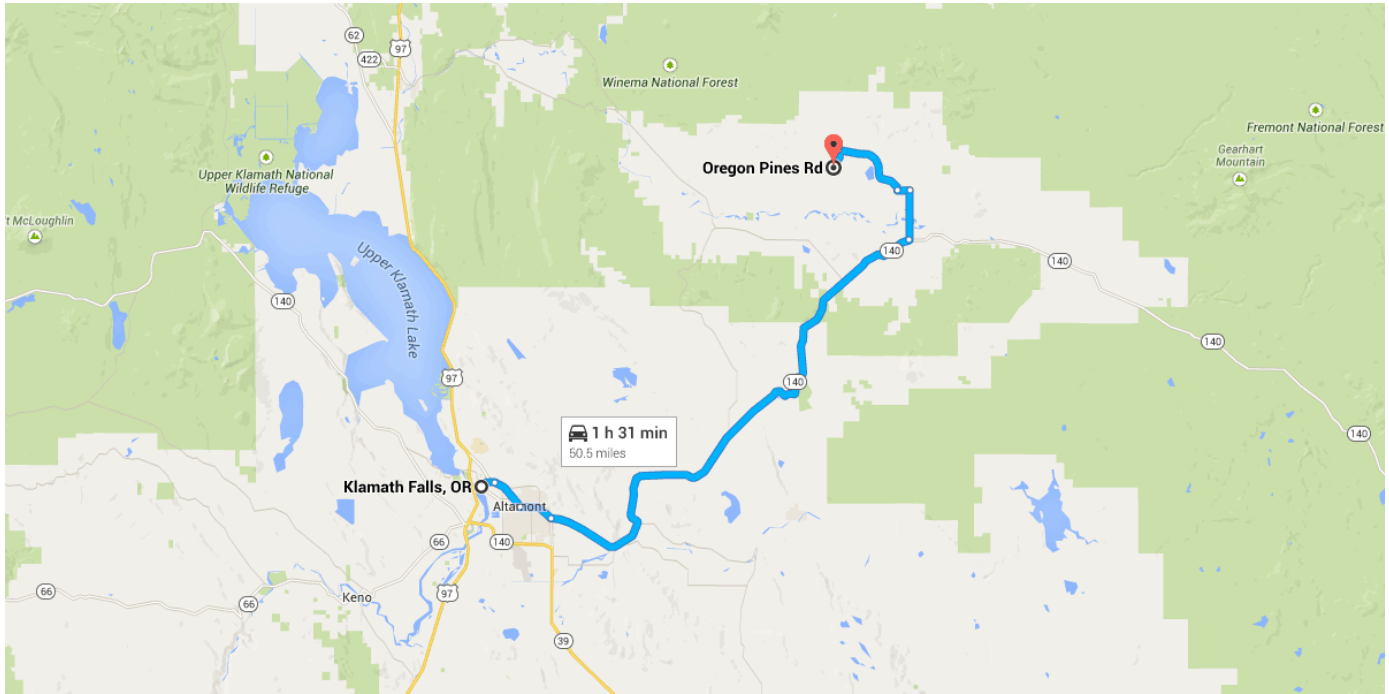 62
97
422
Winema National Forest
Fremont National Forest
Gearhart
Mountain
Oregon Pines Rd
Upper Klamath National
Wildlife Refuge
t McLoughlin
140
140
140
Upper Klamath Lake
140
140
97
140
140
1 h 31 min
50.5 miles
Klamath Falls, OR
Altamont
66
140
97
66
66
Keno
39